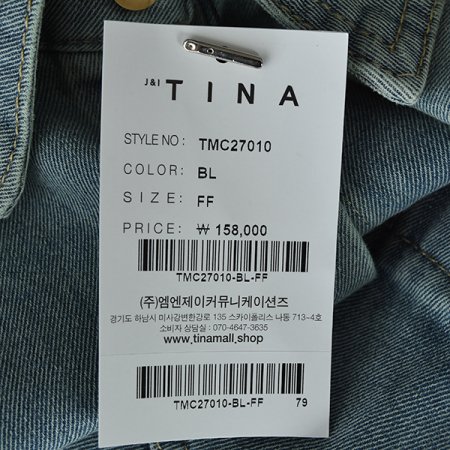 J&I
TINA
STYLE NO : TMC27010
COLOR: BL
SIZE: FF
PRICE: ₩ 158,000
TMC27010-BL-FF
(주)엠엔제이커뮤니케이션즈
경기도 하남시 미사강변한강로 135 스카이폴리스 나동 713~4호
소비자 상담실 : 070-4647-3635
www.tinamall.shop
TMC27010-BL-FF 79